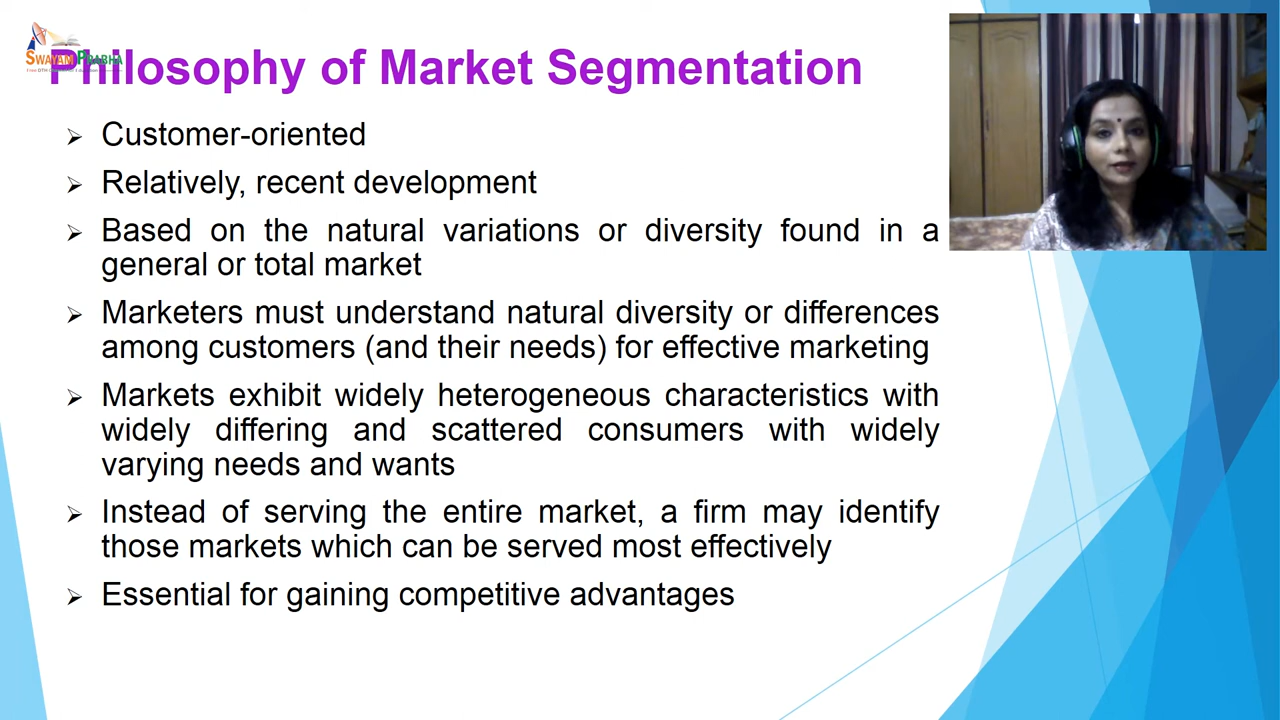 SWAYAM PRABHA
Philosophy of Market Segmentation
Customer-oriented
Relatively, recent development
Based on the natural variations or diversity found in a
general or total market
Marketers must understand natural diversity or differences
among customers (and their needs) for effective marketing
Markets exhibit widely heterogeneous characteristics with
widely differing and scattered consumers with widely
varying needs and wants
Instead of serving the entire market, a firm may identify
those markets which can be served most effectively
Essential for gaining competitive advantages